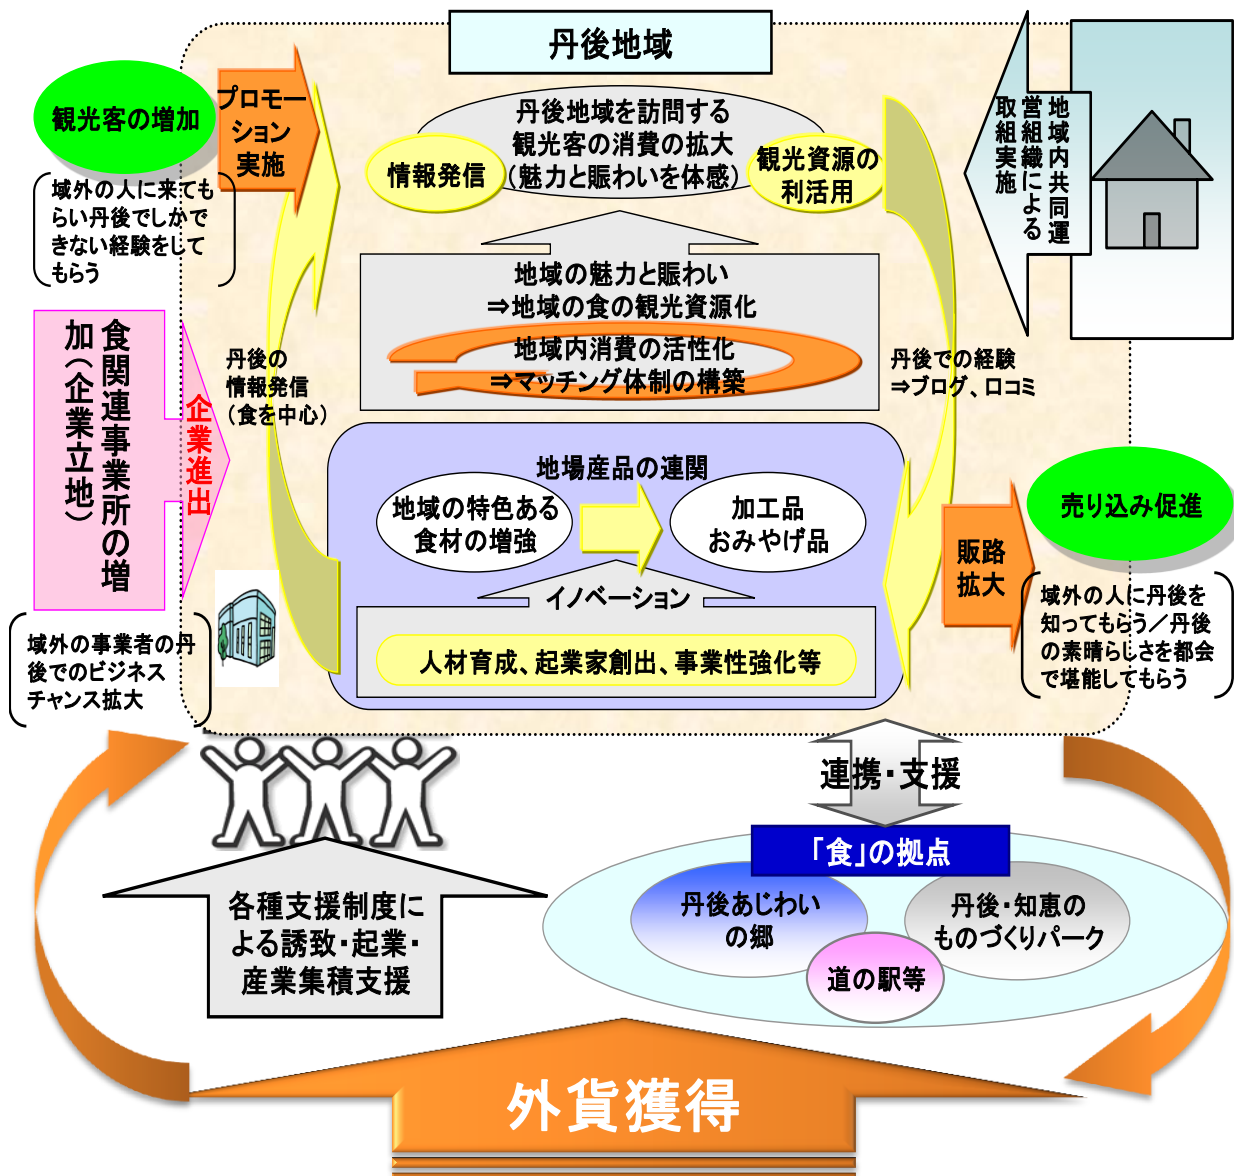 丹後地域
観光客の増加
プロモー
ション
実施
域外の人に来ても
らい丹後でしかで
きない経験をして
もらう
丹後地域を訪問する
観光客の消費の拡大
(魅力と賑わいを体感)
情報発信
観光資源の
利活用
地域内共同運
営組織による
取組実施
地域の魅力と賑わい
⇒地域の食の観光資源化
地域内消費の活性化
⇒マッチング体制の構築
丹後の
情報発信
(食を中心)
丹後での経験
⇒ブログ、口コミ
食関連事業所の増
加(企業立地)
企業進出
域外の事業者の丹
後でのビジネス
チャンス拡大
地場産品の連関
地域の特色ある
食材の増強
加工品
おみやげ品
イノベーション
人材育成、起業家創出、事業性強化等
販路
拡大
売り込み促進
域外の人に丹後を
知ってもらう／丹後
の素晴らしさを都会
で堪能してもらう
連携・支援
「食」の拠点
丹後あじわい
の郷
丹後・知恵の
ものづくりパーク
道の駅等
各種支援制度に
よる誘致・起業・
産業集積支援
外貨獲得